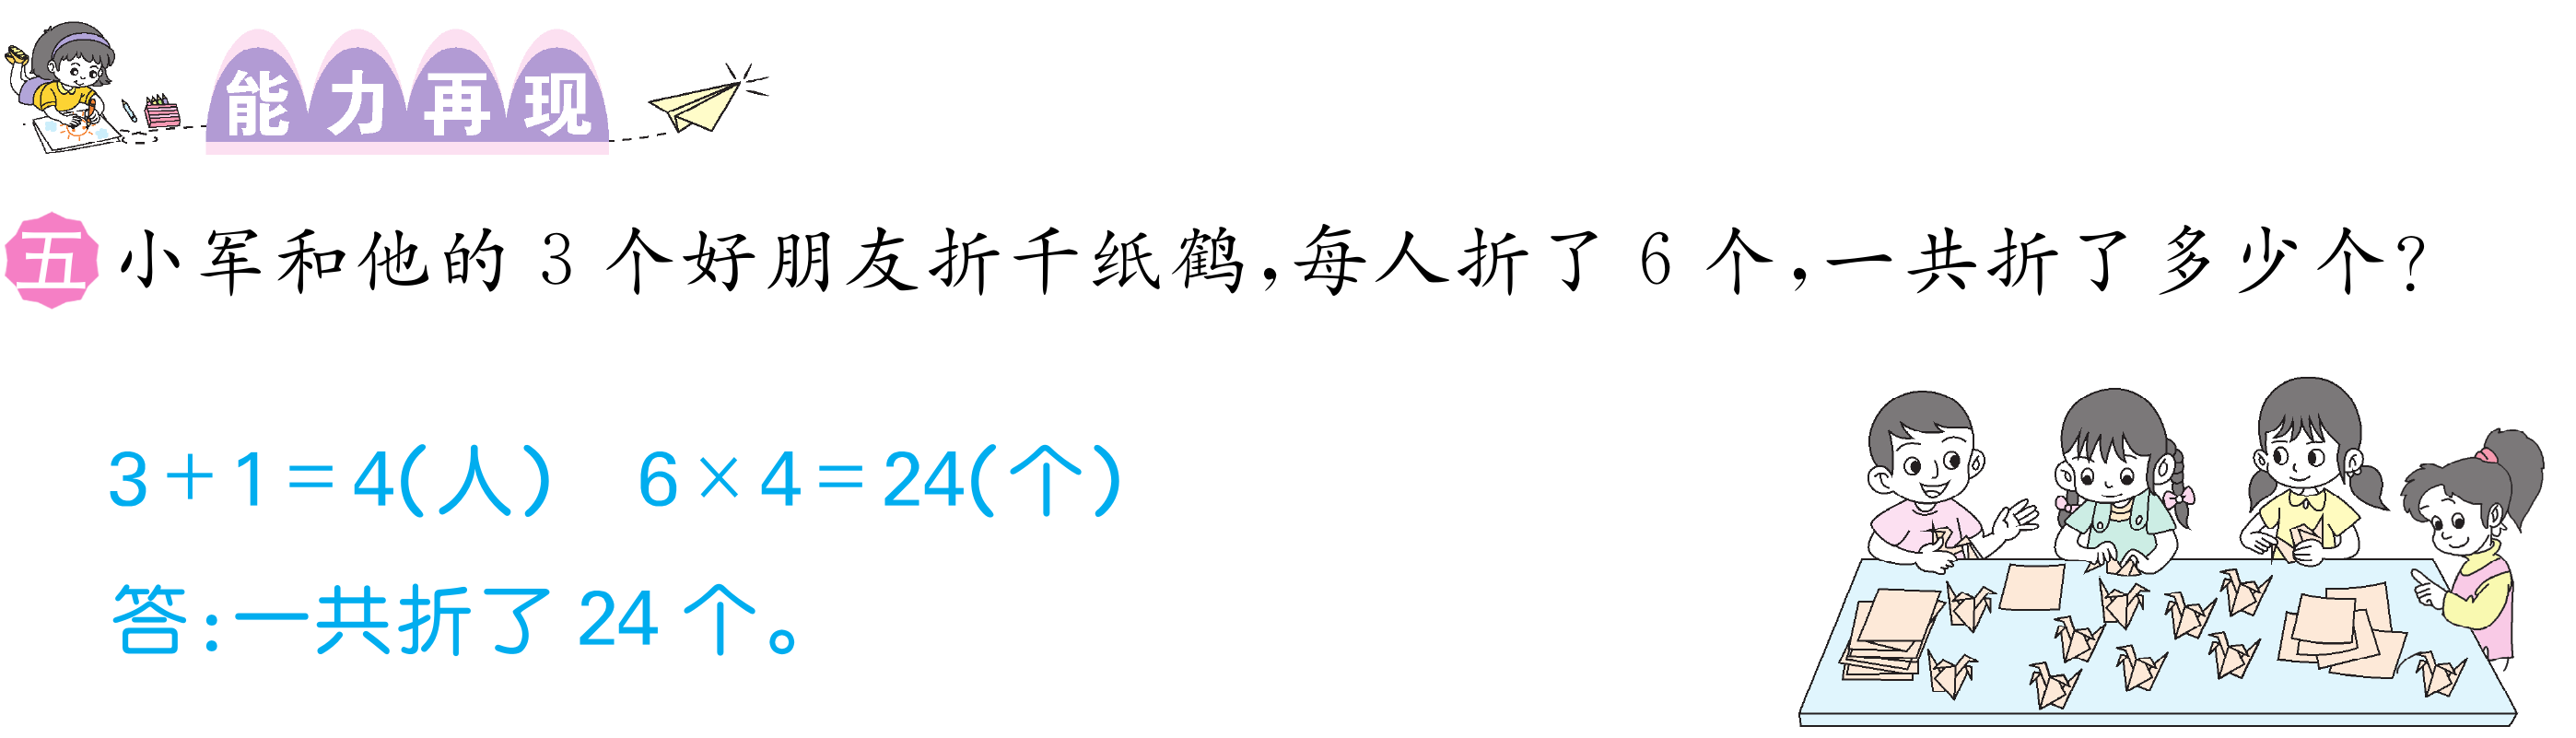 能力再现
五 小军和他的 3 个好朋友折千纸鹤,每人折了 6 个,一共折了多少个?
3+1=4(人) 6×4=24(个)
答:一共折了 24 个。